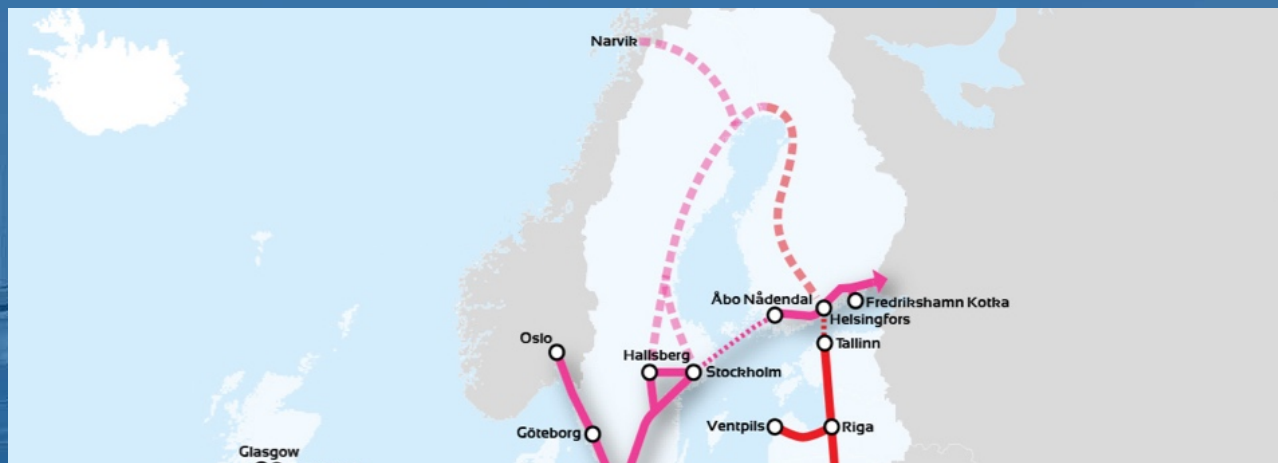 Narvik
Åbo Nådendal
Fredrikshamn Kotka
Helsingfors
Oslo
Tallinn
Hallsberg
Stockholm
Göteborg
Ventpils
Riga
Glasgow